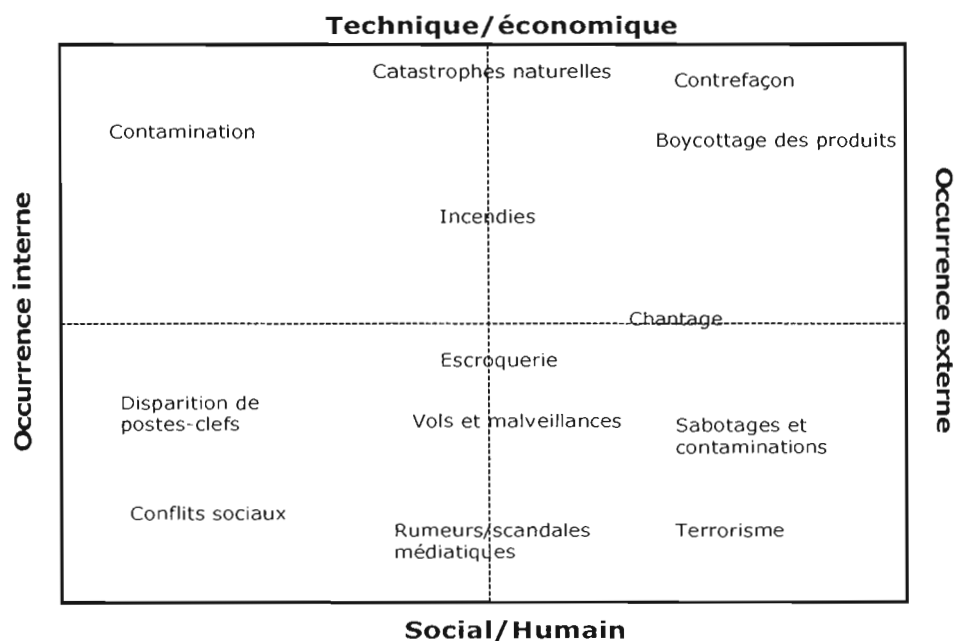 Technique/économique
Catastrophes naturelles
Contrefaçon
Contamination
Boycottage des produits
Occurrence interne
Occurrence externe
Incendies
Chantage
Escroquerie
Disparition de
postes-clefs
Vols et malveillances
Sabotages et
contaminations
Conflits sociaux
Rumeurs/scandales
médiatiques
Terrorisme
Social/Humain